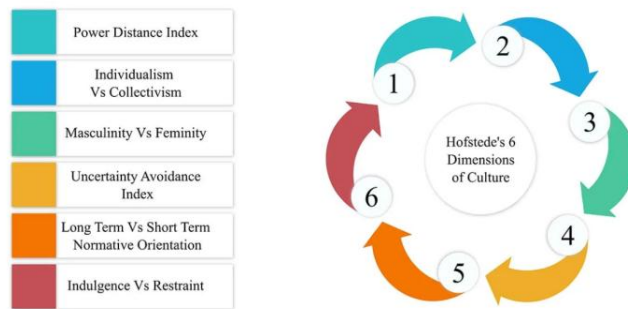 Power Distance Index
Individualism
Vs Collectivism
Masculinity Vs Feminity
Uncertainty Avoidance
Index
Long Term Vs Short Term
Normative Orientation
Indulgence Vs Restraint
1
2
3
4
5
6
Hofstede's 6
Dimensions
of Culture